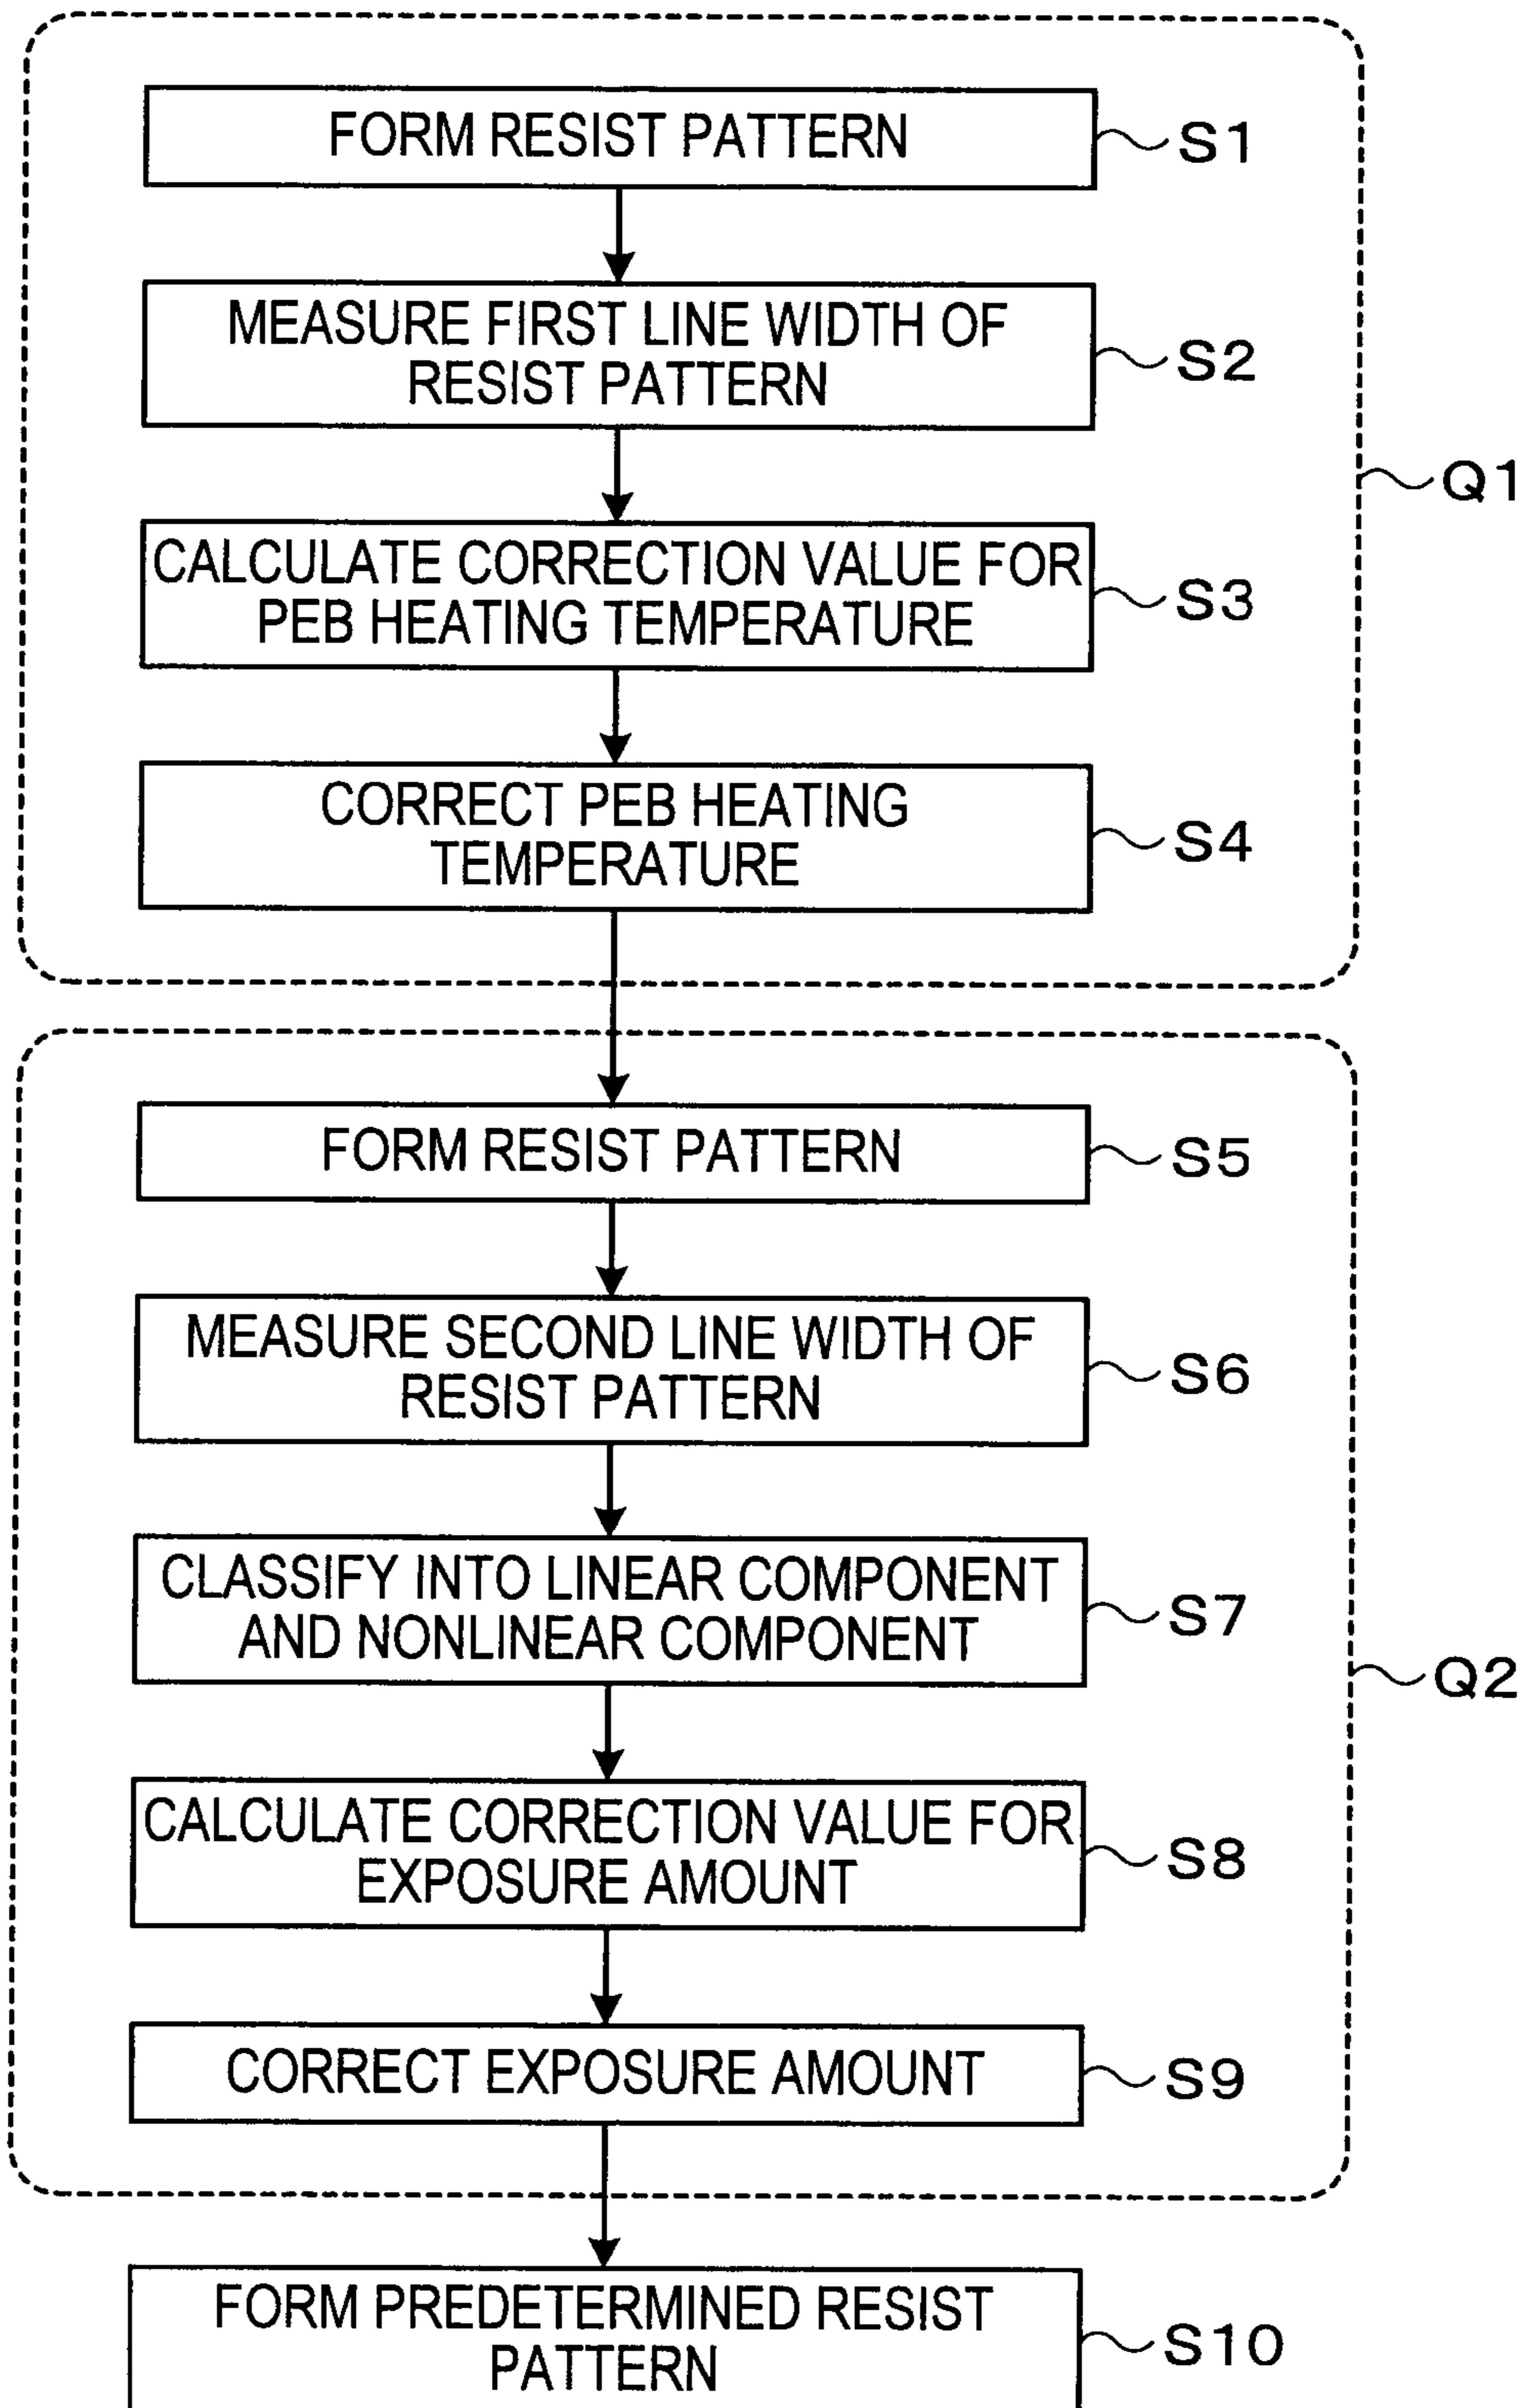 FORM RESIST PATTERN
S1
MEASURE FIRST LINE WIDTH OF
RESIST PATTERN
S2
Q1
CALCULATE CORRECTION VALUE FOR
PEB HEATING TEMPERATURE
S3
CORRECT PEB HEATING
TEMPERATURE
S4
FORM RESIST PATTERN
S5
MEASURE SECOND LINE WIDTH OF
RESIST PATTERN
S6
CLASSIFY INTO LINEAR COMPONENT
AND NONLINEAR COMPONENT
S7
Q2
CALCULATE CORRECTION VALUE FOR
EXPOSURE AMOUNT
S8
CORRECT EXPOSURE AMOUNT
S9
FORM PREDETERMINED RESIST
PATTERN
S10